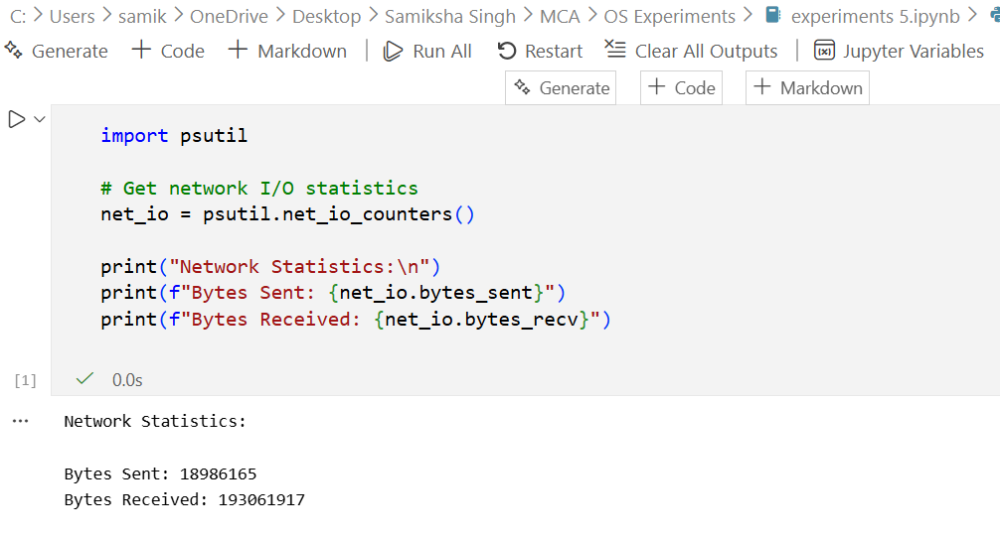 C: > Users > samik > OneDrive > Desktop > Samiksha Singh > MCA > OS Experiments > experiments 5.ipynb >
Generate + Code + Markdown | Run All Restart Clear All Outputs | Jupyter Variables
Generate + Code + Markdown
import psutil
# Get network I/O statistics
net_io = psutil.net_io_counters()
print("Network Statistics:\n")
print(f"Bytes Sent: {net_io.bytes_sent}")
print(f"Bytes Received: {net_io.bytes_recv}")
[1] 0.0s
... Network Statistics:
Bytes Sent: 18986165
Bytes Received: 193061917